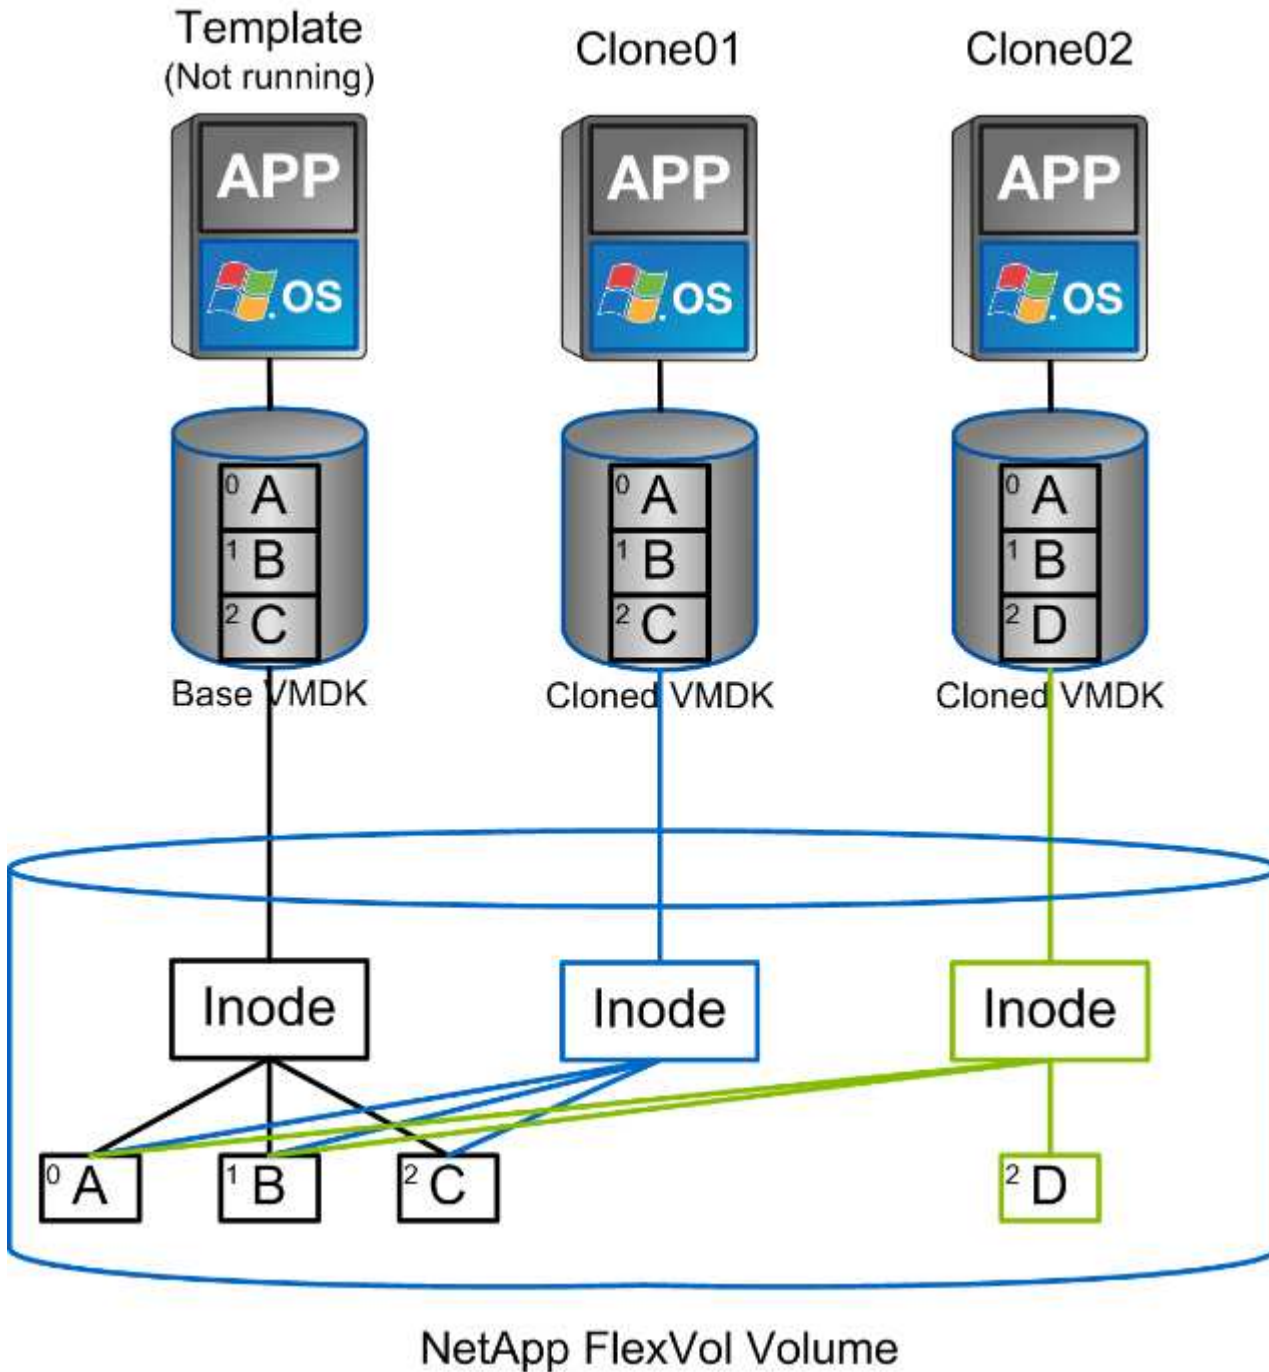 Template
(Not running)
Clone01
Clone02
APP
APP
APP
OS
OS
OS
0 A
1 B
2 C
0 A
1 B
2 C
0 A
1 B
2 D
Base VMDK
Cloned VMDK
Cloned VMDK
Inode
Inode
Inode
0 A
1 B
2 C
2 D
NetApp FlexVol Volume